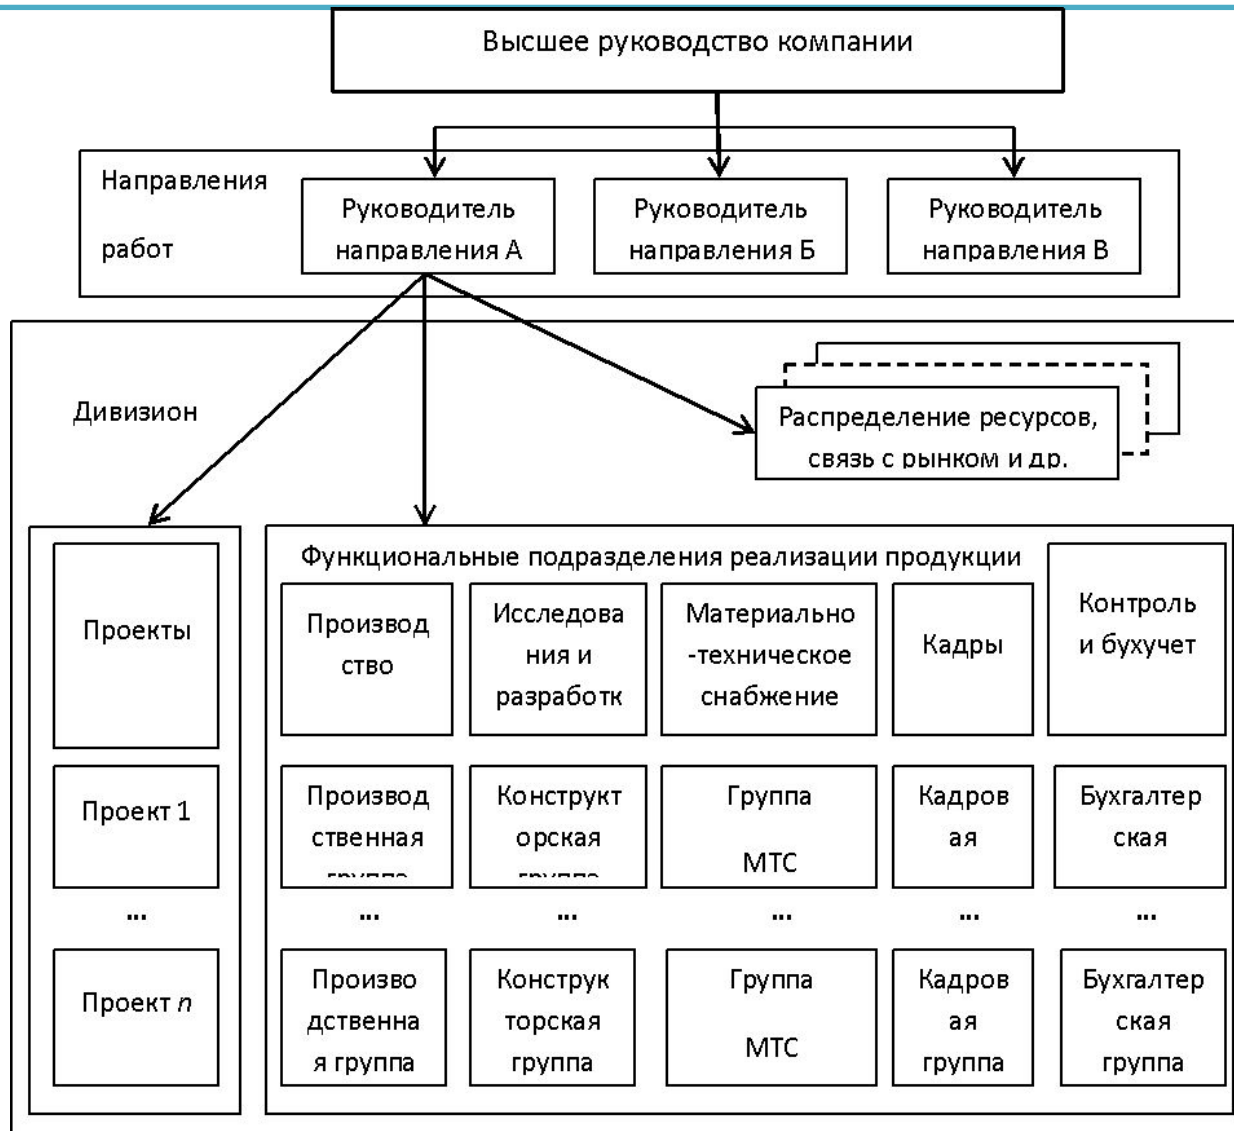 Высшее руководство компании
Направления
работ
Руководитель
направления А
Руководитель
направления Б
Руководитель
направления В
Дивизион
Распределение ресурсов,
связь с рынком и др.
Функциональные подразделения реализации продукции
Проекты
Производ
ство
Исследова
ния и
разработк
Материально
-техническое
снабжение
Кадры
Контроль
и бухучет
Проект 1
Производ
ственная
группа
Конструкт
орская
группа
Группа
МТС
Кадров
ая
Бухгалтер
ская
...
...
...
...
...
...
Проект n
Произво
дственна
я группа
Конструк
торская
группа
Группа
МТС
Кадров
ая
группа
Бухгалтер
ская
группа